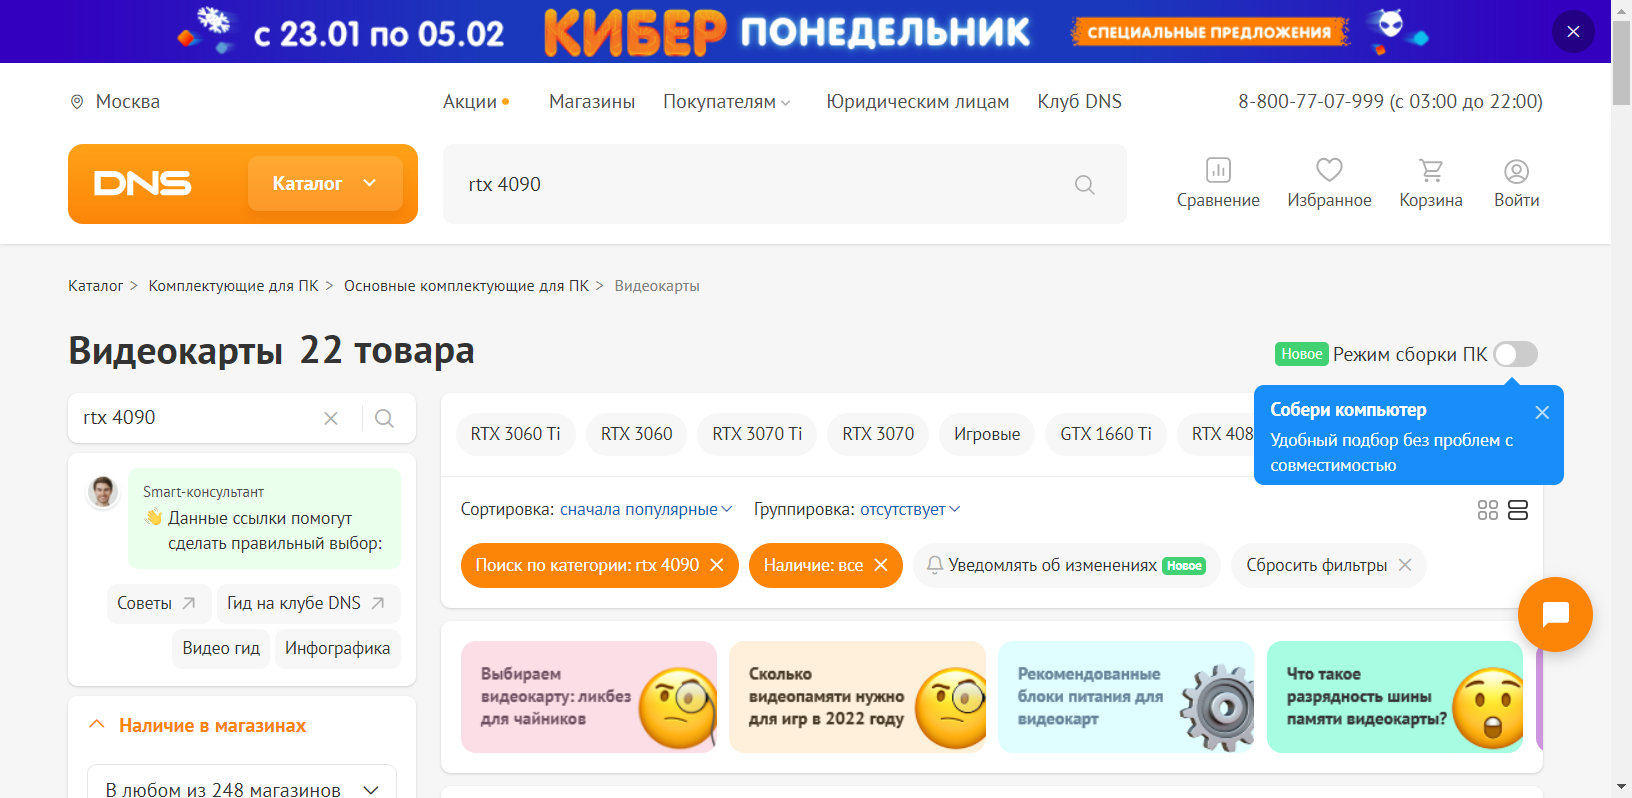 с 23.01 по 05.02 КИБЕР ПОНЕДЕЛЬНИК СПЕЦИАЛЬНЫЕ ПРЕДЛОЖЕНИЯ
Москва
Акции
Магазины
Покупателям
Юридическим лицам
Клуб DNS
8-800-77-07-999 (с 03:00 до 22:00)
DNS
Каталог
rtx 4090
Сравнение
Избранное
Корзина
Войти
Каталог > Комплектующие для ПК > Основные комплектующие для ПК > Видеокарты
Видеокарты 22 товара
Новое Режим сборки ПК
Собери компьютер
Удобный подбор без проблем с
совместимостью
rtx 4090
Smart-консультант
Данные ссылки помогут
сделать правильный выбор:
Советы
Гид на клубе DNS
Видео гид
Инфографика
Наличие в магазинах
В любом из 248 магазинов
RTX 3060 Ti
RTX 3060
RTX 3070 Ti
RTX 3070
Игровые
GTX 1660 Ti
RTX 408
Сортировка: сначала популярные
Группировка: отсутствует
Поиск по категории: rtx 4090
Наличие: все
Уведомлять об изменениях Новое
Сбросить фильтры
Выбираем
видеокарту: ликбез
для чайников
Сколько
видеопамяти нужно
для игр в 2022 году
Рекомендованные
блоки питания для
видеокарт
Что такое
разрядность шины
памяти видеокарты?